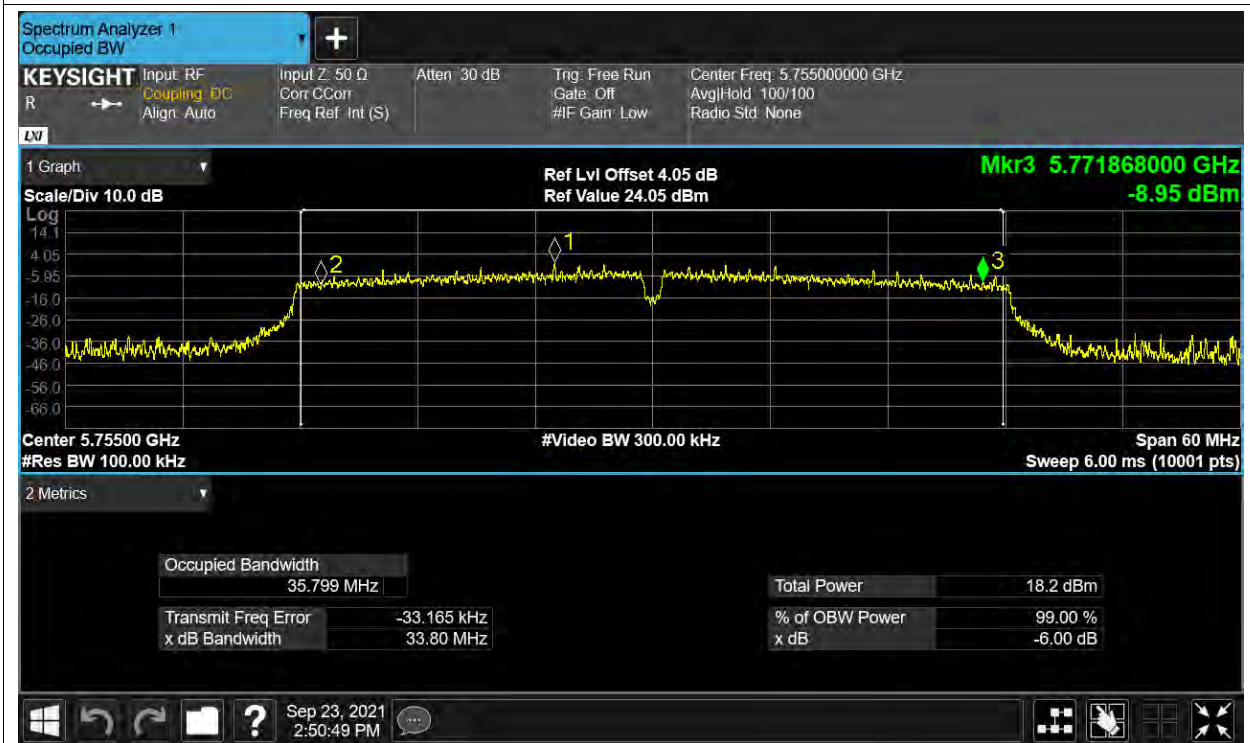 Spectrum Analyzer 1
Occupied BW
+
KEYSIGHT Input: RF Input Z: 50 Ω Atten: 30 dB Trig: Free Run Center Freq: 5.755000000 GHz
R Coupling: DC Corr CCorr Gate: Off Avg|Hold: 100/100
Align: Auto Freq Ref: Int (S) #IF Gain: Low Radio Std: None
LXI
1 Graph Ref Lvl Offset 4.05 dB Mkr3 5.771868000 GHz
Scale/Div 10.0 dB Ref Value 24.05 dBm -8.95 dBm
Log
14.1
1
4.05
2
3
-5.95
-16.0
-26.0
-36.0
-46.0
-56.0
-66.0
Center 5.75500 GHz #Video BW 300.00 kHz Span 60 MHz
#Res BW 100.00 kHz Sweep 6.00 ms (10001 pts)
2 Metrics
Occupied Bandwidth
35.799 MHz Total Power 18.2 dBm
Transmit Freq Error -33.165 kHz % of OBW Power 99.00 %
x dB Bandwidth 33.80 MHz x dB -6.00 dB
? Sep 23, 2021
2:50:49 PM